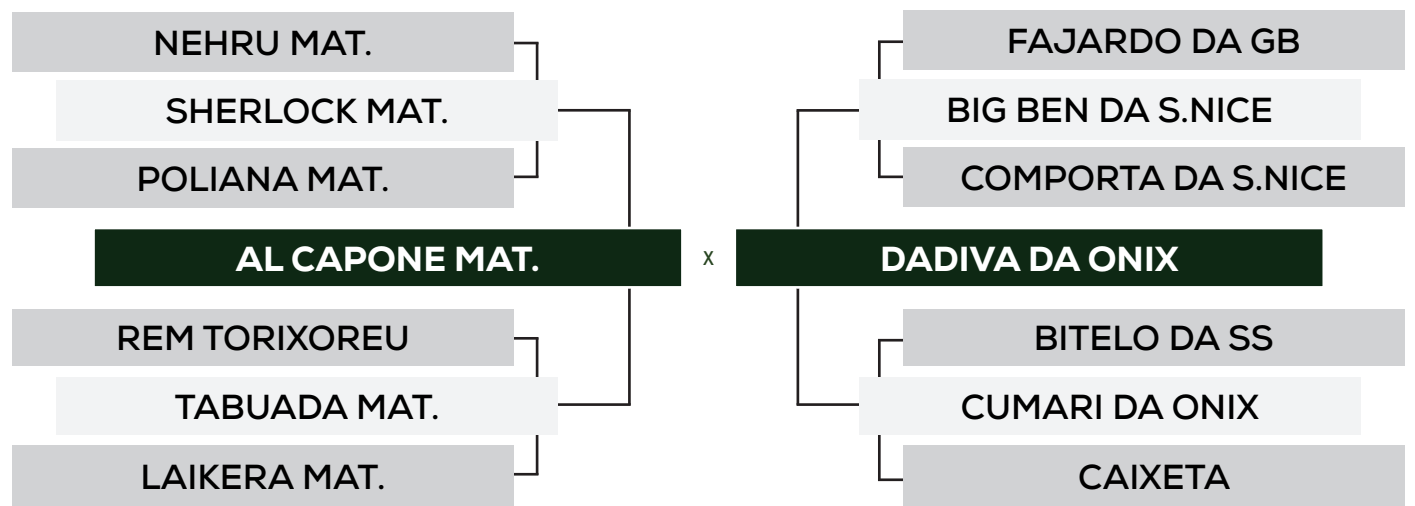 NEHRU MAT.
SHERLOCK MAT.
POLIANA MAT.
AL CAPONE MAT.
REM TORIXOREU
TABUADA MAT.
LAIKERA MAT.
x
FAJARDO DA GB
BIG BEN DA S.NICE
COMPORTA DA S.NICE
DADIVA DA ONIX
BITELO DA SS
CUMARI DA ONIX
CAIXETA